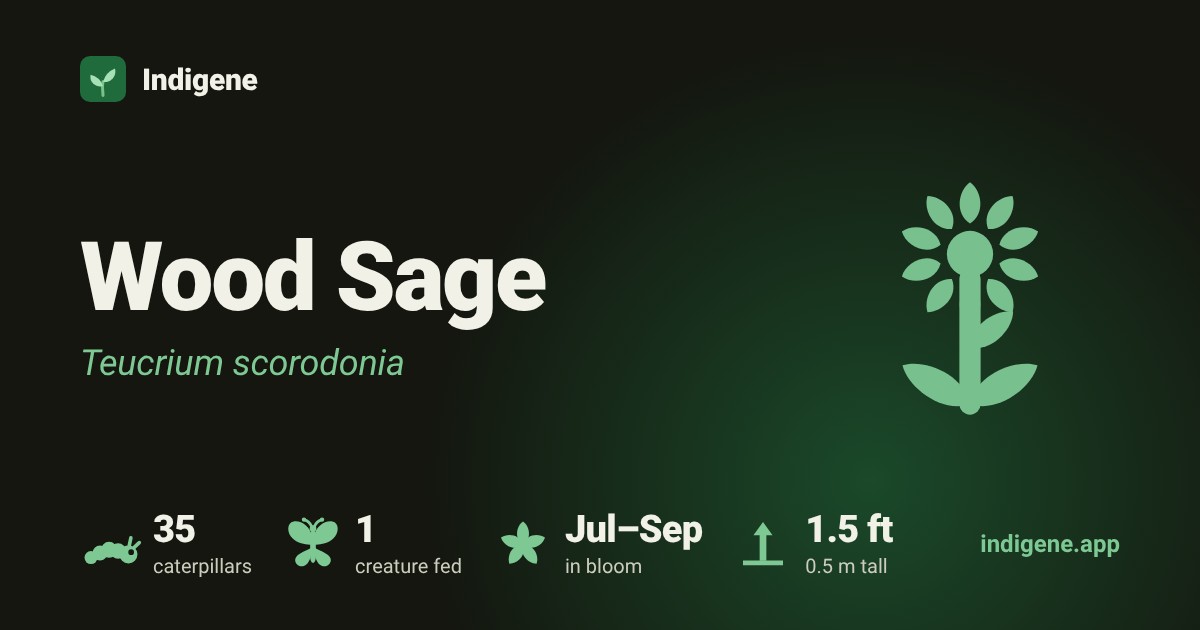 Indigene
Wood Sage
Teucrium scorodonia
35
caterpillars
1
creature fed
Jul–Sep
in bloom
1.5 ft
0.5 m tall
indigene.app